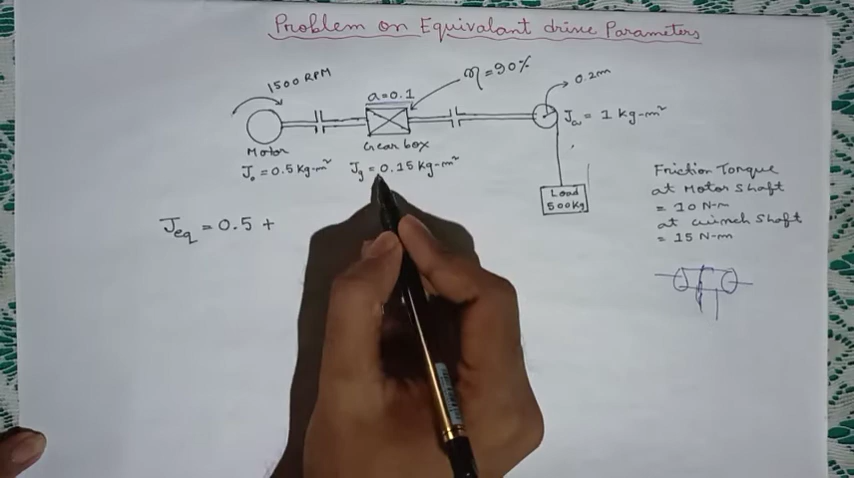 Problem on Equivalant drive Parameters
1500 RPM
a=0.1
η=90%
0.2m
Jω = 1 kg-m²
Motor
Gear box
J₀ = 0.5 kg-m²
Jg = 0.15 kg-m²
Load
500kg
Friction Torque
at Motor shaft
= 10 N-m
at winch shaft
= 15 N-m
Jeq = 0.5 +